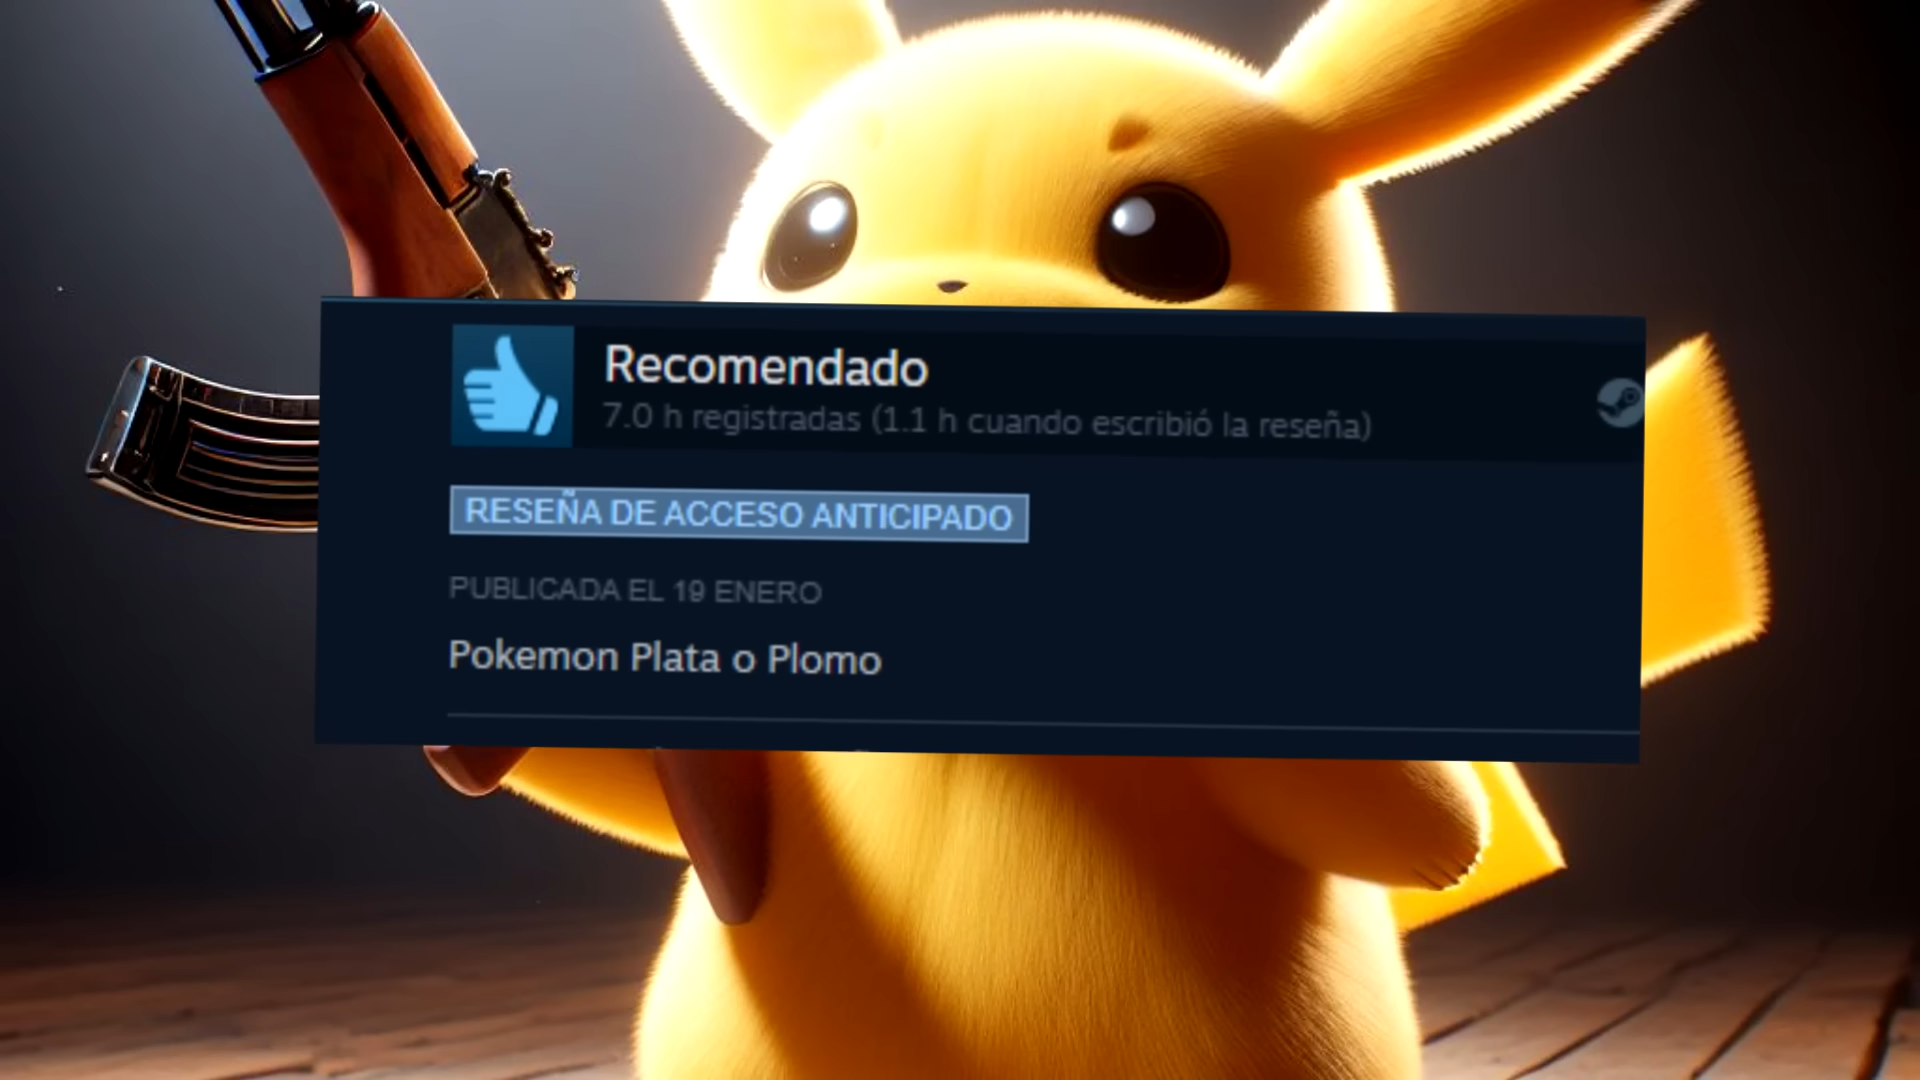 Recomendado
7.0 h registradas (1.1 h cuando escribió la reseña)
RESEÑA DE ACCESO ANTICIPADO
PUBLICADA EL 19 ENERO
Pokemon Plata o Plomo